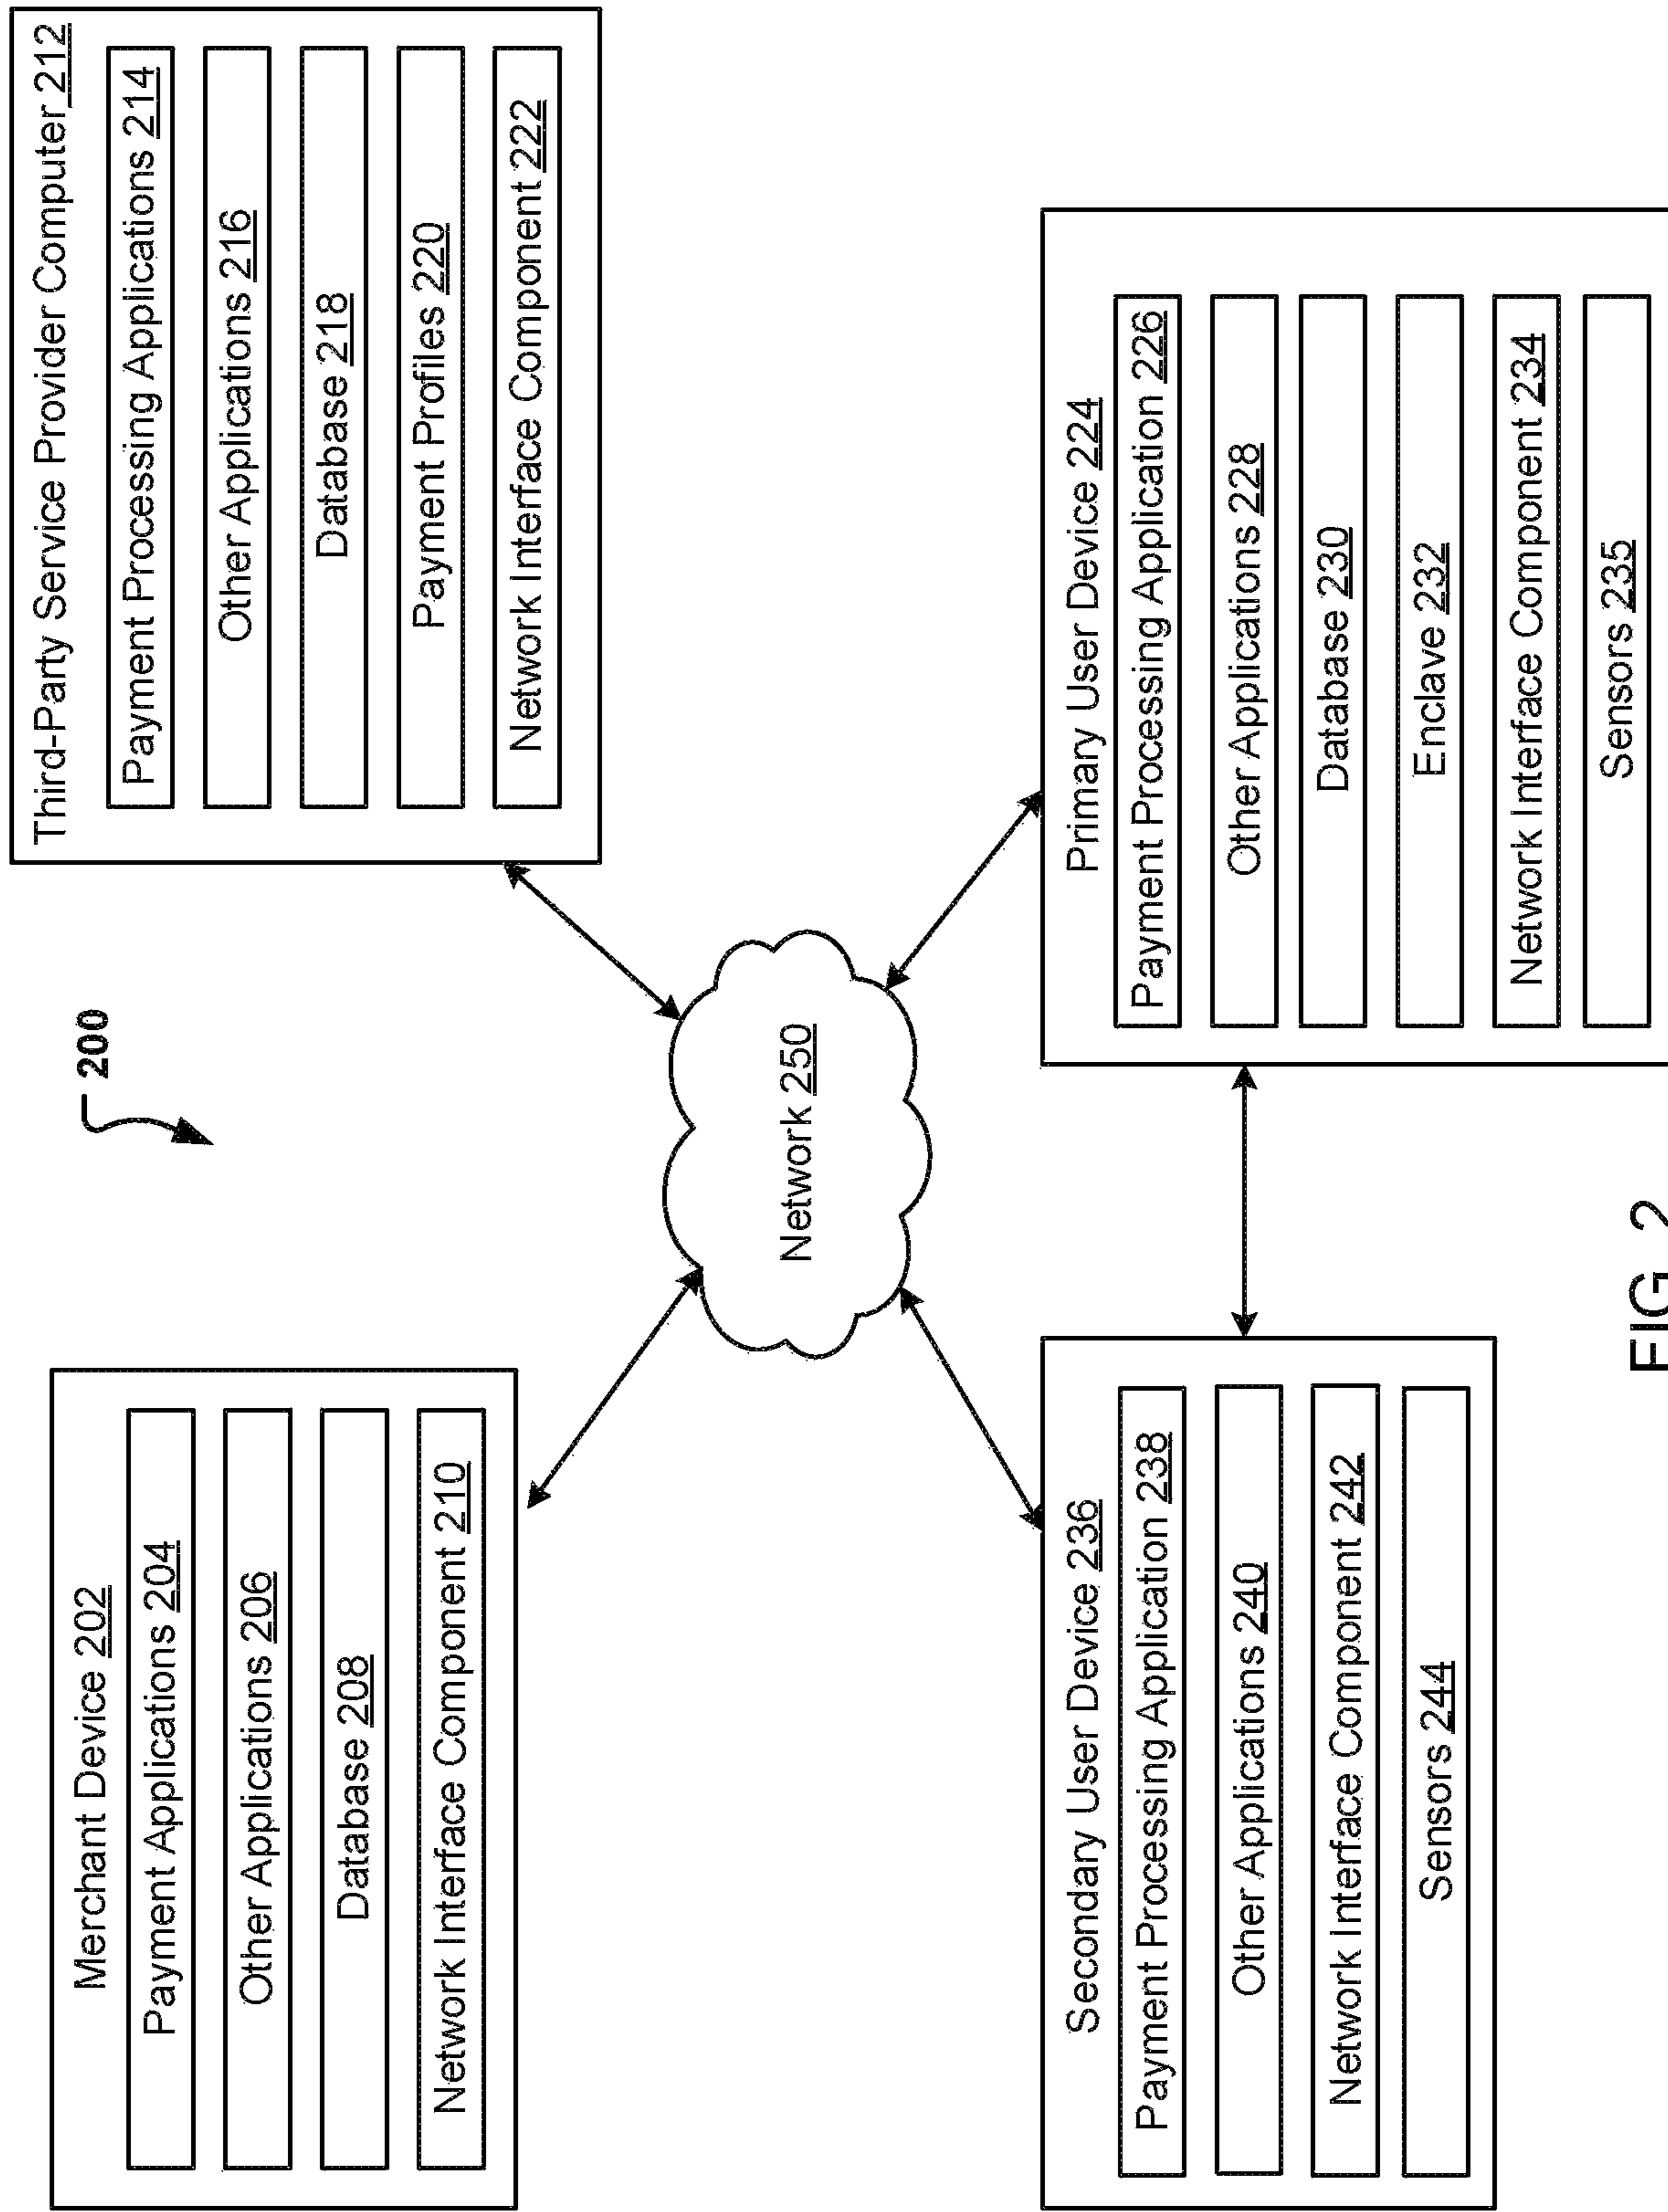 200
Merchant Device 202
Payment Applications 204
Other Applications 206
Database 208
Network Interface Component 210
Third-Party Service Provider Computer 212
Payment Processing Applications 214
Other Applications 216
Database 218
Payment Profiles 220
Network Interface Component 222
Network 250
Secondary User Device 236
Payment Processing Application 238
Other Applications 240
Network Interface Component 242
Sensors 244
Primary User Device 224
Payment Processing Application 226
Other Applications 228
Database 230
Enclave 232
Network Interface Component 234
Sensors 235
FIG. 2